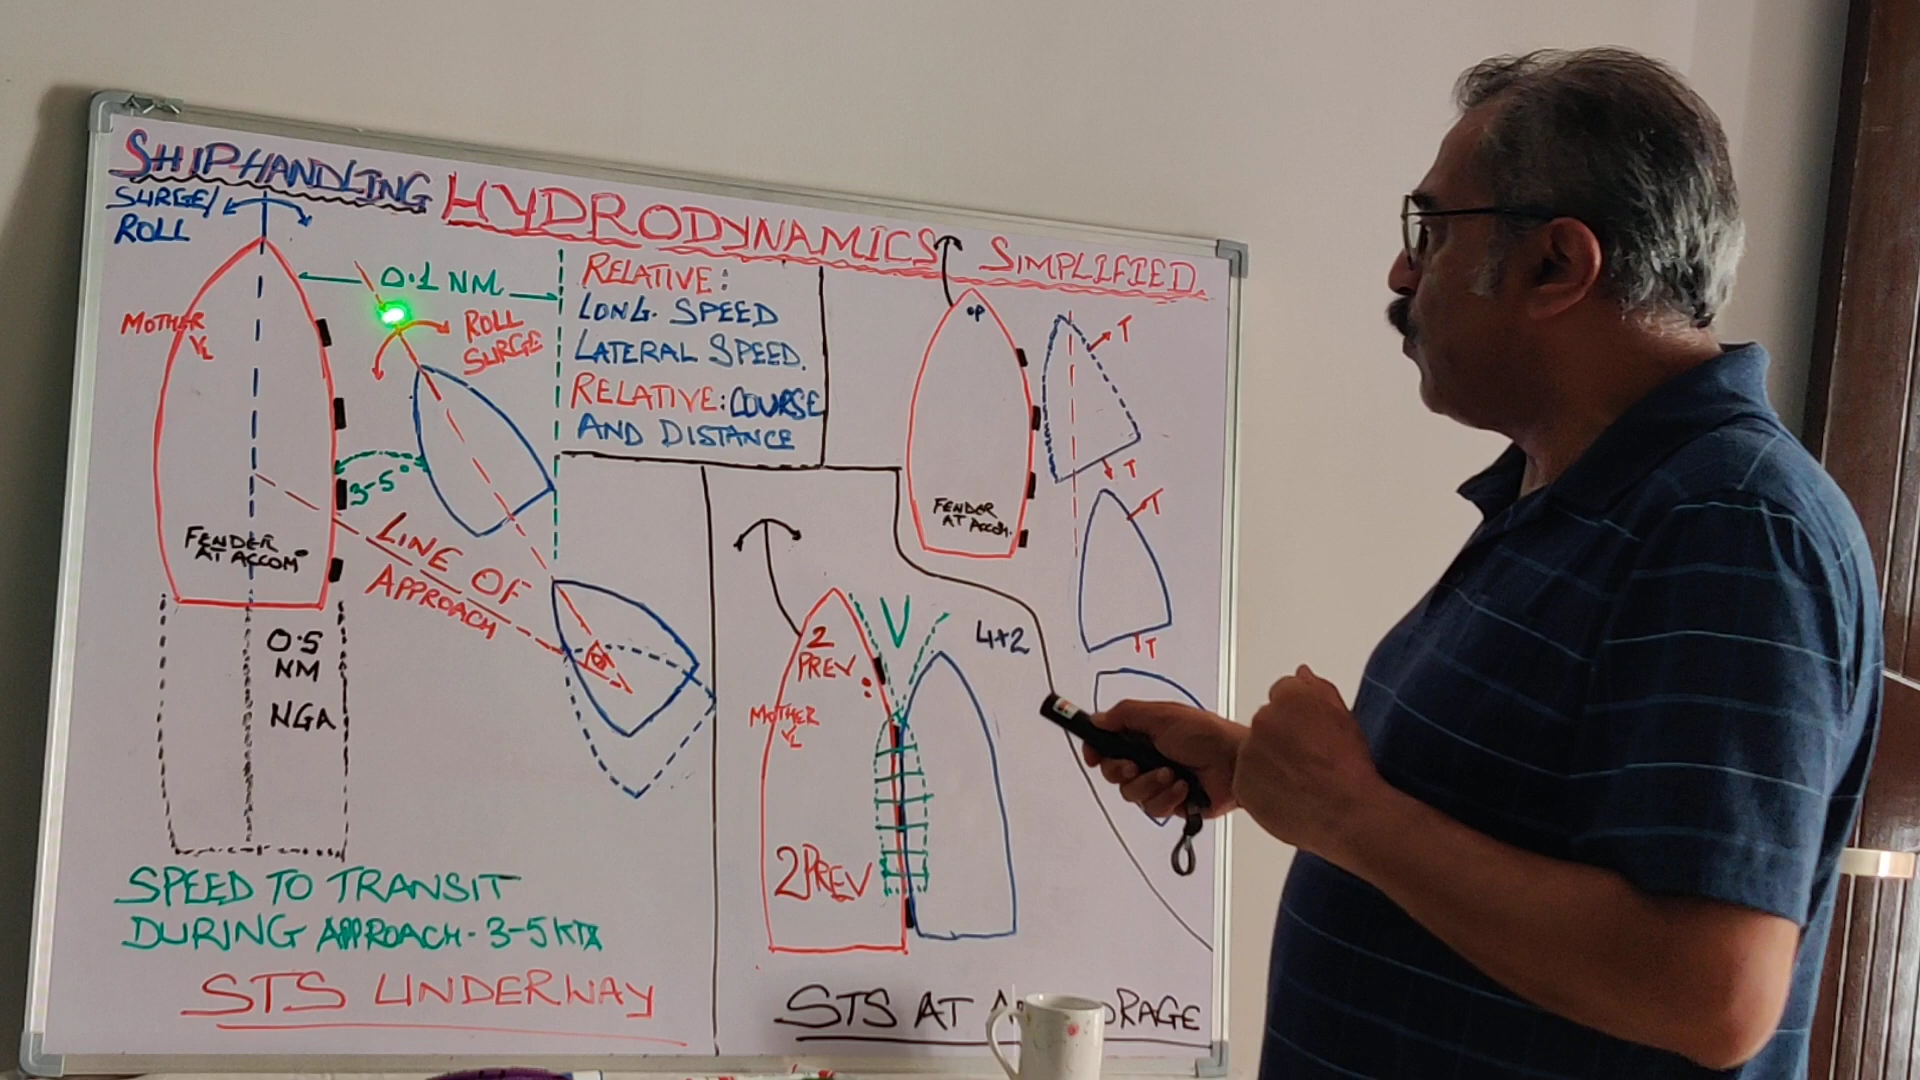 SHIPHANDLING HYDRODYNAMICS SIMPLIFIED.
SURGE/
ROLL
0.1 NM
MOTHER
VL
ROLL
SURGE
3-5°
FENDER
AT ACCOM°
LINE OF
APPROACH
0.5
NM
NGA
SPEED TO TRANSIT
DURING APPROACH - 3-5 KTS
STS UNDERWAY
RELATIVE:
LONG. SPEED
LATERAL SPEED.
RELATIVE: COURSE
AND DISTANCE
FENDER
AT ACCOM.
T
T
T
T
V
4+2
2
PREV
MOTHER
VL
2 PREV
STS AT